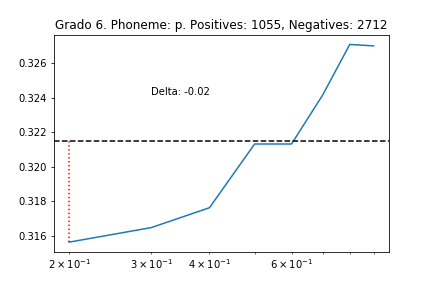 Grado 6. Phoneme: p. Positives: 1055, Negatives: 2712
0.326
0.324
Delta: -0.02
0.322
0.320
0.318
0.316
2 × 10⁻¹ 3 × 10⁻¹ 4 × 10⁻¹ 6 × 10⁻¹